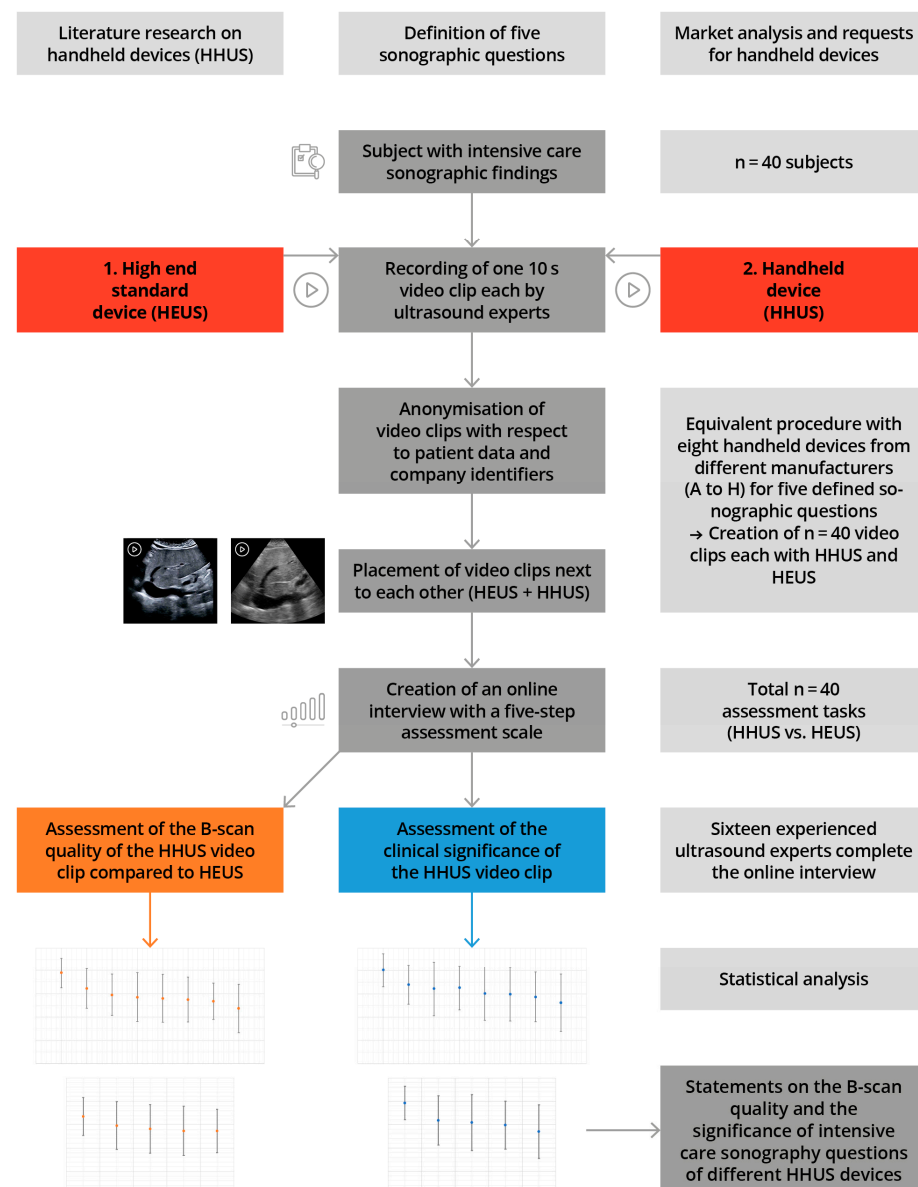 Literature research on
handheld devices (HHUS)
Definition of five
sonographic questions
Market analysis and requests
for handheld devices
Subject with intensive care
sonographic findings
n = 40 subjects
1. High end
standard
device (HEUS)
Recording of one 10 s
video clip each by
ultrasound experts
2. Handheld
device
(HHUS)
Anonymisation of
video clips with respect
to patient data and
company identifiers
Equivalent procedure with
eight handheld devices from
different manufacturers
(A to H) for five defined so-
nographic questions
→ Creation of n = 40 video
clips each with HHUS and
HEUS
Placement of video clips next
to each other (HEUS + HHUS)
Creation of an online
interview with a five-step
assessment scale
Total n = 40
assessment tasks
(HHUS vs. HEUS)
Assessment of the B-scan
quality of the HHUS video
clip compared to HEUS
Assessment of the
clinical significance of
the HHUS video clip
Sixteen experienced
ultrasound experts complete
the online interview
Statistical analysis
Statements on the B-scan
quality and the
significance of intensive
care sonography questions
of different HHUS devices